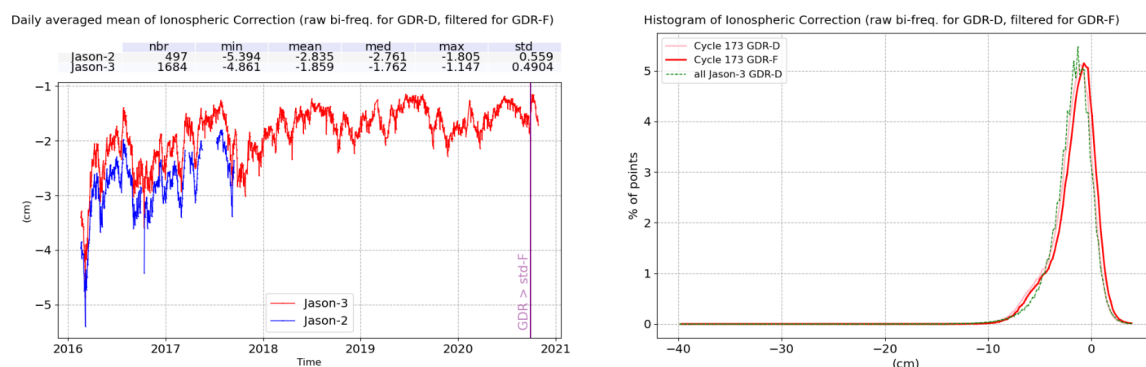 Daily averaged mean of Ionospheric Correction (raw bi-freq. for GDR-D, filtered for GDR-F)
nbr min mean med max std
Jason-2 497 -5.394 -2.835 -2.761 -1.805 0.559
Jason-3 1684 -4.861 -1.859 -1.762 -1.147 0.4904
−1
−2
−3
−4
−5
(cm)
GDR > std-F
Jason-3
Jason-2
2016 2017 2018 2019 2020 2021
Time
Histogram of Ionospheric Correction (raw bi-freq. for GDR-D, filtered for GDR-F)
Cycle 173 GDR-D
Cycle 173 GDR-F
all Jason-3 GDR-D
5
4
3
2
1
0
% of points
−40 −30 −20 −10 0
(cm)